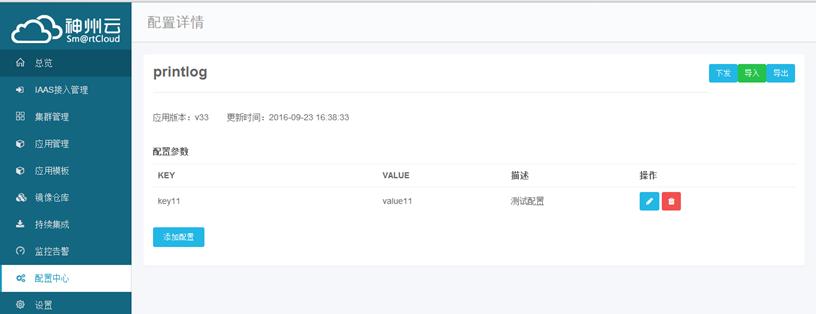 神州云
Sm@rtCloud
总览
IAAS接入管理
集群管理
应用管理
应用模板
镜像仓库
持续集成
监控告警
配置中心
设置
配置详情
printlog
下发 导入 导出
应用版本：v33 更新时间：2016-09-23 16:38:33
配置参数
KEY VALUE 描述 操作
key11 value11 测试配置
添加配置